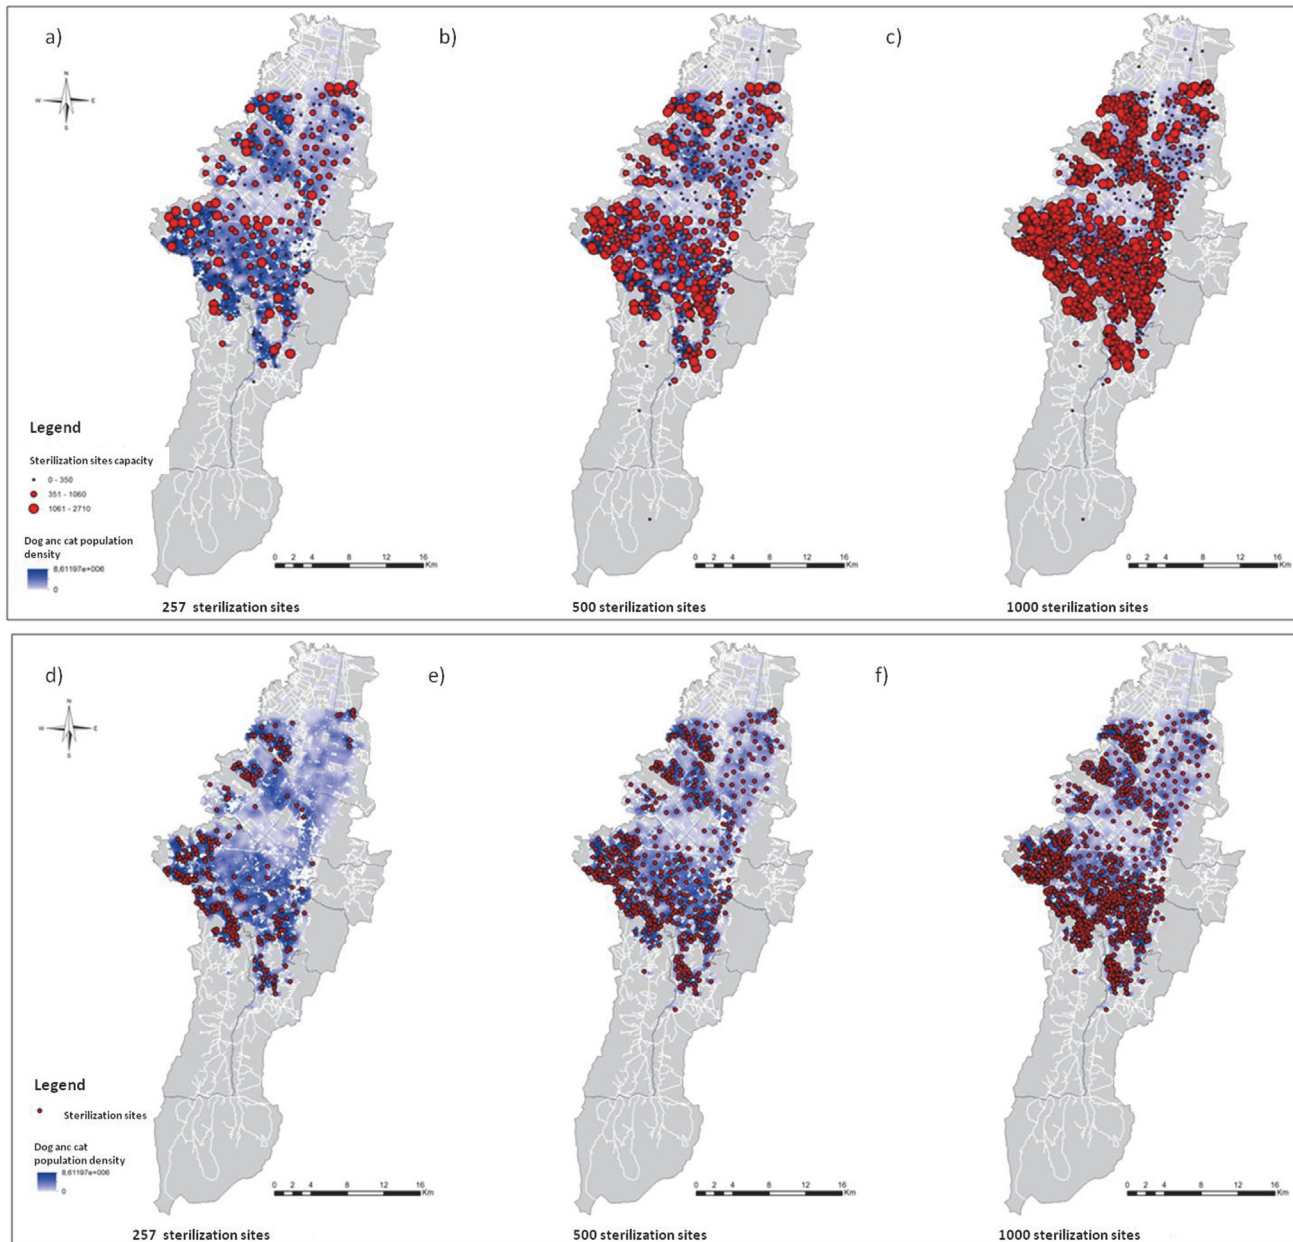 a)
b)
c)
N
W E
S
Legend
Sterilization sites capacity
0 - 350
351 - 1060
1061 - 2710
Dog anc cat population
density
8,61197e+006
0
0 2 4 8 12 16
Km
0 2 4 8 12 16
Km
0 2 4 8 12 16
Km
257 sterilization sites
500 sterilization sites
1000 sterilization sites
d)
e)
f)
N
W E
S
Legend
Sterilization sites
Dog anc cat
population density
8,61197e+006
0
0 2 4 8 12 16
Km
0 2 4 8 12 16
Km
0 2 4 8 12 16
Km
257 sterilization sites
500 sterilization sites
1000 sterilization sites